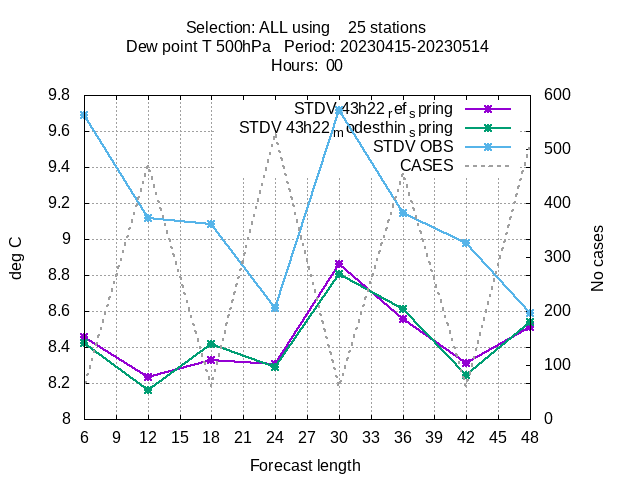 Selection: ALL using 25 stations
Dew point T 500hPa Period: 20230415-20230514
Hours: 00
9.8
9.6
9.4
9.2
9
8.8
8.6
8.4
8.2
8
600
500
400
300
200
100
0
STDV 43h22_ref_spring
STDV 43h22_modesthin_spring
STDV OBS
CASES
deg C
No cases
6 9 12 15 18 21 24 27 30 33 36 39 42 45 48
Forecast length